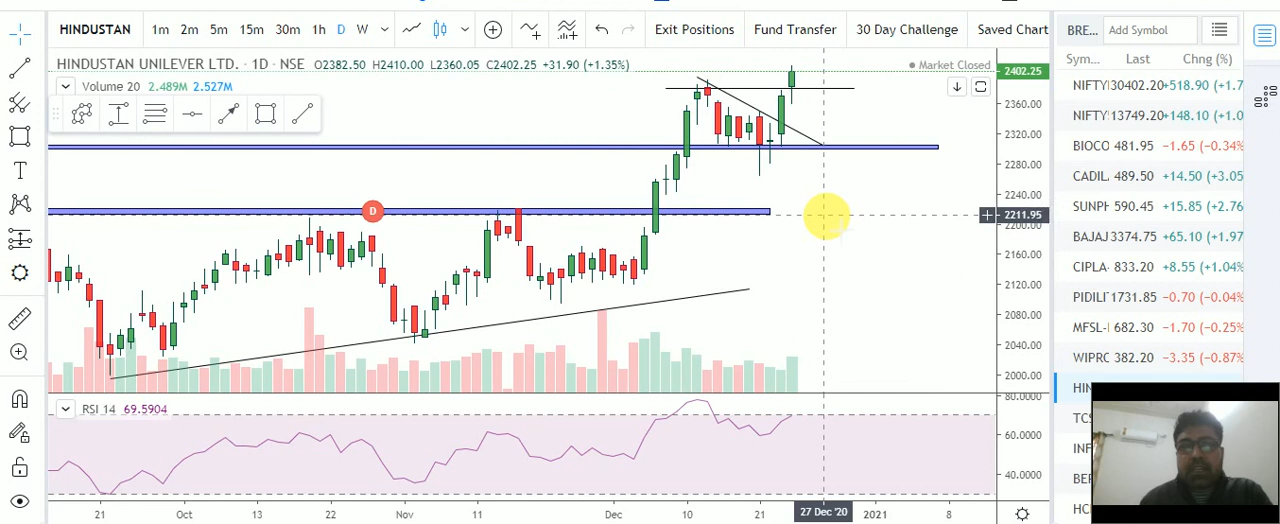 HINDUSTAN 1m 2m 5m 15m 30m 1h D W Exit Positions Fund Transfer 30 Day Challenge Saved Chart BRE... Add Symbol
HINDUSTAN UNILEVER LTD. · 1D · NSE O2382.50 H2410.00 L2360.05 C2402.25 +31.90 (+1.35%) Market Closed
Volume 20 2.489M 2.527M
2402.25
2360.00
2320.00
2280.00
2240.00
2211.95
2200.00
2160.00
2120.00
2080.00
2040.00
2000.00
D
RSI 14 69.5904
80.0000
60.0000
40.0000
21 Oct 13 Nov 11 Dec 10 21 27 Dec '20 2021 8
Sym... Last Chng (%)
NIFTY 30402.20 +518.90 (+1.7
NIFTY 13749.20 +148.10 (+1.0
BIOCO 481.95 −1.65 (−0.34%
CADIL 489.50 +14.50 (+3.05
SUNPH 590.45 +15.85 (+2.76
BAJAJ 3374.75 +65.10 (+1.97
CIPLA 833.20 +8.55 (+1.04%
PIDILI 1731.85 −0.70 (−0.04%
MFSL-I 682.30 −1.70 (−0.25%
WIPRO 382.20 −3.35 (−0.87%
HIN
TCS
INF
BEF